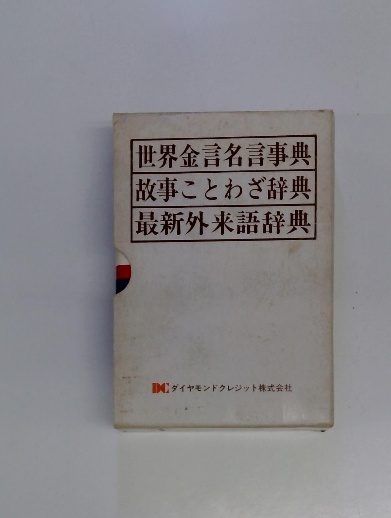 世界金言名言事典
故事ことわざ辞典
最新外来語辞典
DC ダイヤモンドクレジット株式会社